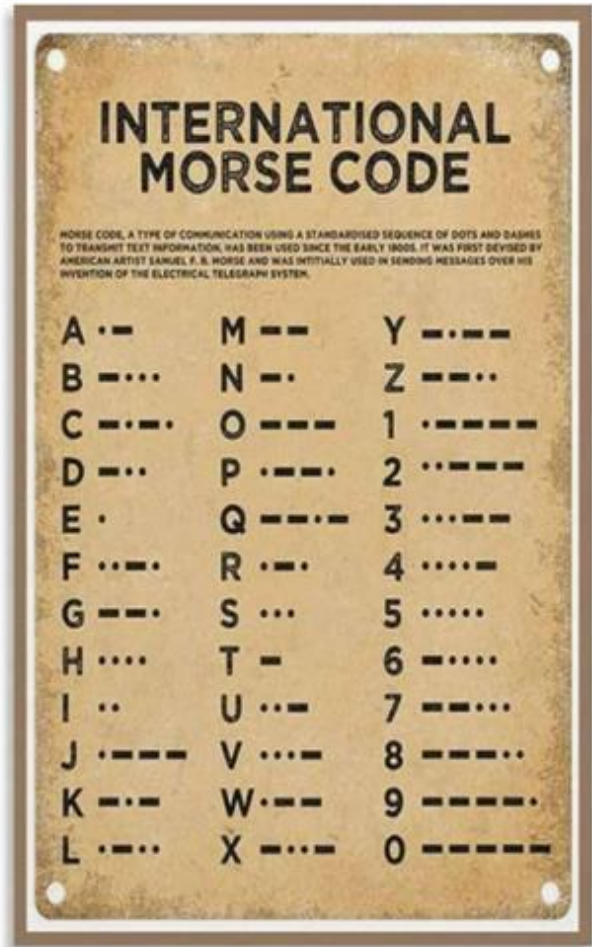 INTERNATIONAL
MORSE CODE
MORSE CODE, A TYPE OF COMMUNICATION USING A STANDARDISED SEQUENCE OF DOTS AND DASHES
TO TRANSMIT TEXT INFORMATION, HAS BEEN USED SINCE THE EARLY 1800S. IT WAS FIRST DEVISED BY
AMERICAN ARTIST SAMUEL F. B. MORSE AND WAS INTITIALLY USED IN SENDING MESSAGES OVER HIS
INVENTION OF THE ELECTRICAL TELEGRAPH SYSTEM.
A ·– M –– Y –·––
B –··· N –· Z ––··
C –·–· O ––– 1 ·––––
D –·· P ·––· 2 ··–––
E · Q ––·– 3 ···––
F ··–· R ·–· 4 ····–
G ––· S ··· 5 ·····
H ···· T – 6 –····
I ·· U ··– 7 ––···
J ·––– V ···– 8 –––··
K –·– W ·–– 9 ––––·
L ·–·· X –··– 0 –––––